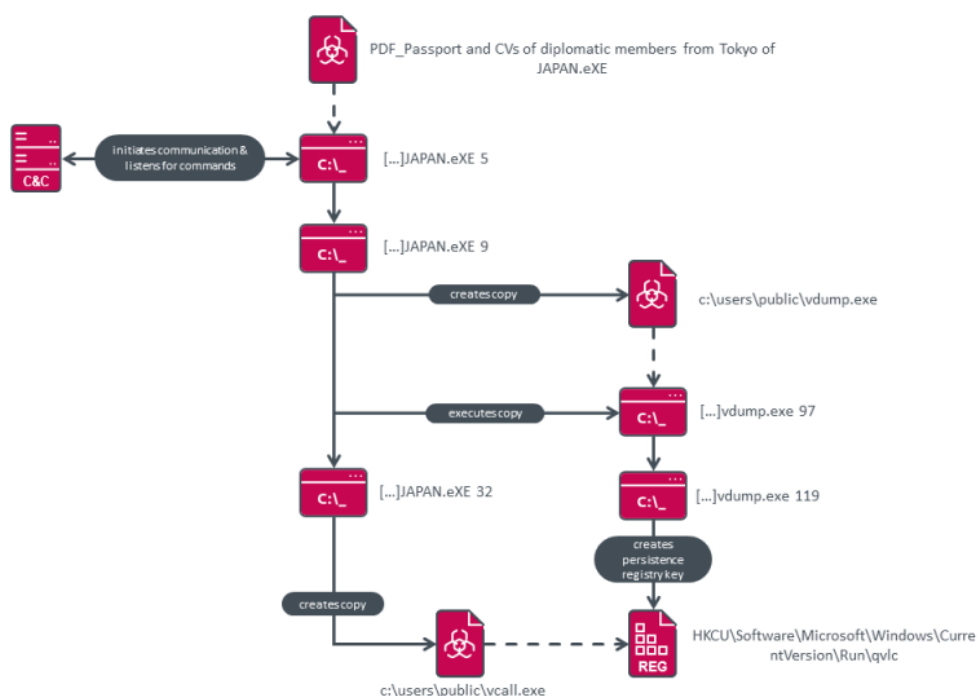 PDF_Passport and CVs of diplomatic members from Tokyo of
JAPAN.eXE
initiates communication &
listens for commands
C&C
C:\_
[...]JAPAN.eXE 5
C:\_
[...]JAPAN.eXE 9
creates copy
c:\users\public\vdump.exe
executes copy
C:\_
[...]vdump.exe 97
C:\_
[...]JAPAN.eXE 32
C:\_
[...]vdump.exe 119
creates
persistence
registry key
creates copy
HKCU\Software\Microsoft\Windows\Curre
ntVersion\Run\qvlc
REG
c:\users\public\vcall.exe